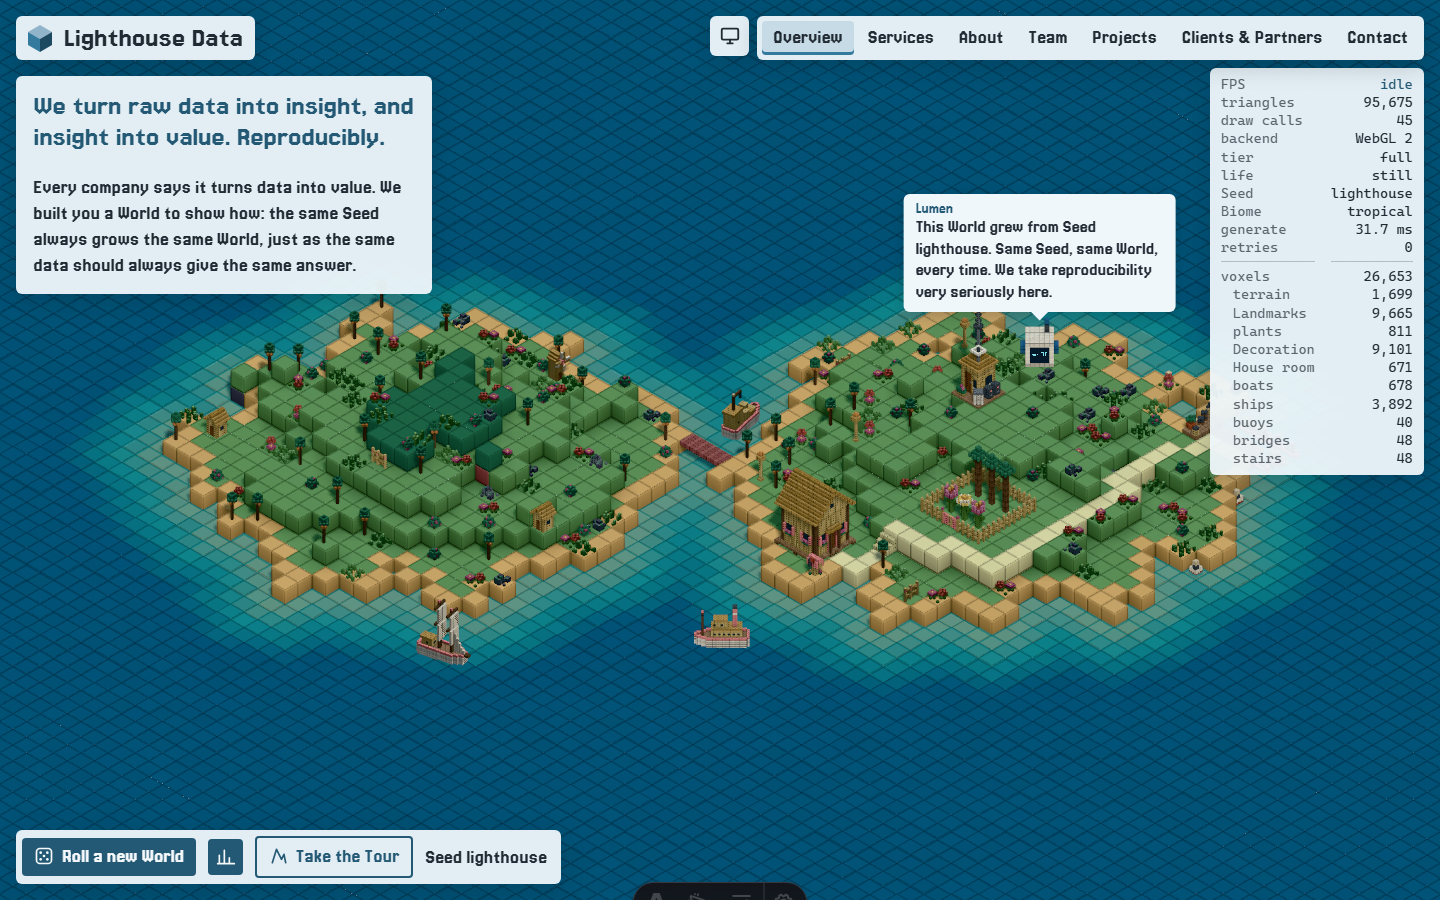 Lighthouse Data
Overview
Services
About
Team
Projects
Clients & Partners
Contact
We turn raw data into insight, and
insight into value. Reproducibly.
Every company says it turns data into value. We
built you a World to show how: the same Seed
always grows the same World, just as the same
data should always give the same answer.
Lumen
This World grew from Seed
lighthouse. Same Seed, same World,
every time. We take reproducibility
very seriously here.
FPS idle
triangles 95,675
draw calls 45
backend WebGL 2
tier full
life still
Seed lighthouse
Biome tropical
generate 31.7 ms
retries 0
voxels 26,653
terrain 1,699
Landmarks 9,665
plants 811
Decoration 9,101
House room 671
boats 678
ships 3,892
buoys 40
bridges 48
stairs 48
Roll a new World
Take the Tour
Seed lighthouse